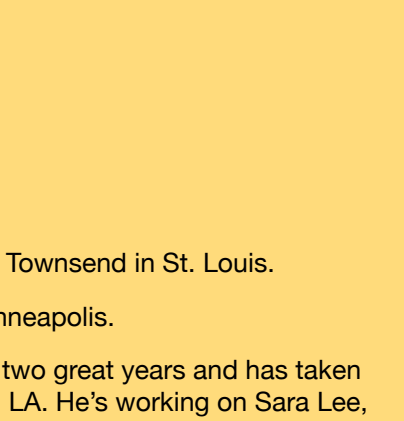 Townsend in St. Louis.
nneapolis.
two great years and has taken
LA. He’s working on Sara Lee,